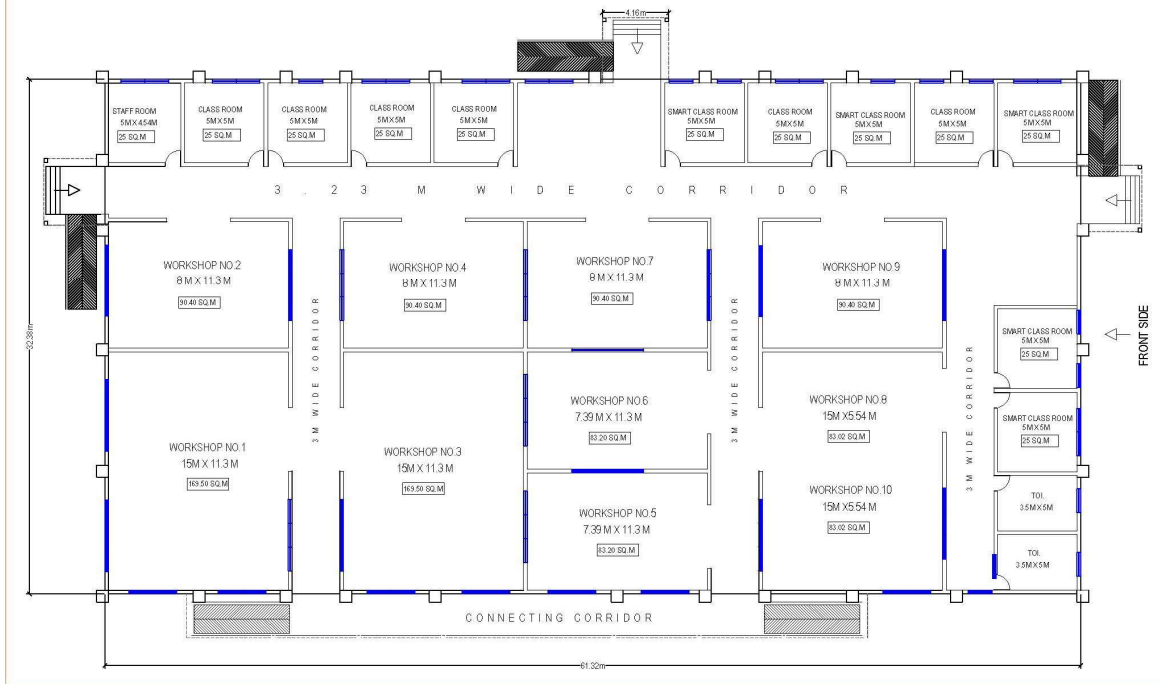 4.16m
STAFF ROOM
5M X 4.54M
25 SQ.M
CLASS ROOM
5M X 5M
25 SQ.M
CLASS ROOM
5M X 5M
25 SQ.M
CLASS ROOM
5M X 5M
25 SQ.M
CLASS ROOM
5M X 5M
25 SQ.M
SMART CLASS ROOM
5M X 5M
25 SQ.M
CLASS ROOM
5M X 5M
25 SQ.M
SMART CLASS ROOM
5M X 5M
25 SQ.M
CLASS ROOM
5M X 5M
25 SQ.M
SMART CLASS ROOM
5M X 5M
25 SQ.M
3.23 M WIDE CORRIDOR
WORKSHOP NO.2
8 M X 11.3 M
90.40 SQ.M
WORKSHOP NO.4
8 M X 11.3 M
90.40 SQ.M
WORKSHOP NO.7
8 M X 11.3 M
90.40 SQ.M
WORKSHOP NO.9
8 M X 11.3 M
90.40 SQ.M
32.38m
3 M WIDE CORRIDOR
3 M WIDE CORRIDOR
3 M WIDE CORRIDOR
SMART CLASS ROOM
5M X 5M
25 SQ.M
FRONT SIDE
WORKSHOP NO.1
15M X 11.3 M
169.50 SQ.M
WORKSHOP NO.3
15M X 11.3 M
169.50 SQ.M
WORKSHOP NO.6
7.39 M X 11.3 M
83.20 SQ.M
WORKSHOP NO.8
15M X5.54 M
83.02 SQ.M
SMART CLASS ROOM
5M X 5M
25 SQ.M
WORKSHOP NO.5
7.39 M X 11.3 M
83.20 SQ.M
WORKSHOP NO.10
15M X5.54 M
83.02 SQ.M
TOI.
3.5M X 5M
TOI.
3.5M X 5M
CONNECTING CORRIDOR
61.32m